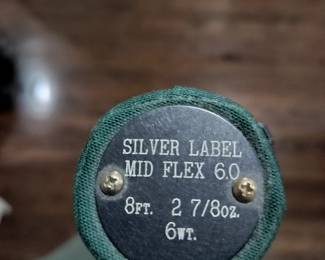 SILVER LABEL
MID FLEX 6.0
8FT. 2 7/8OZ.
6WT.